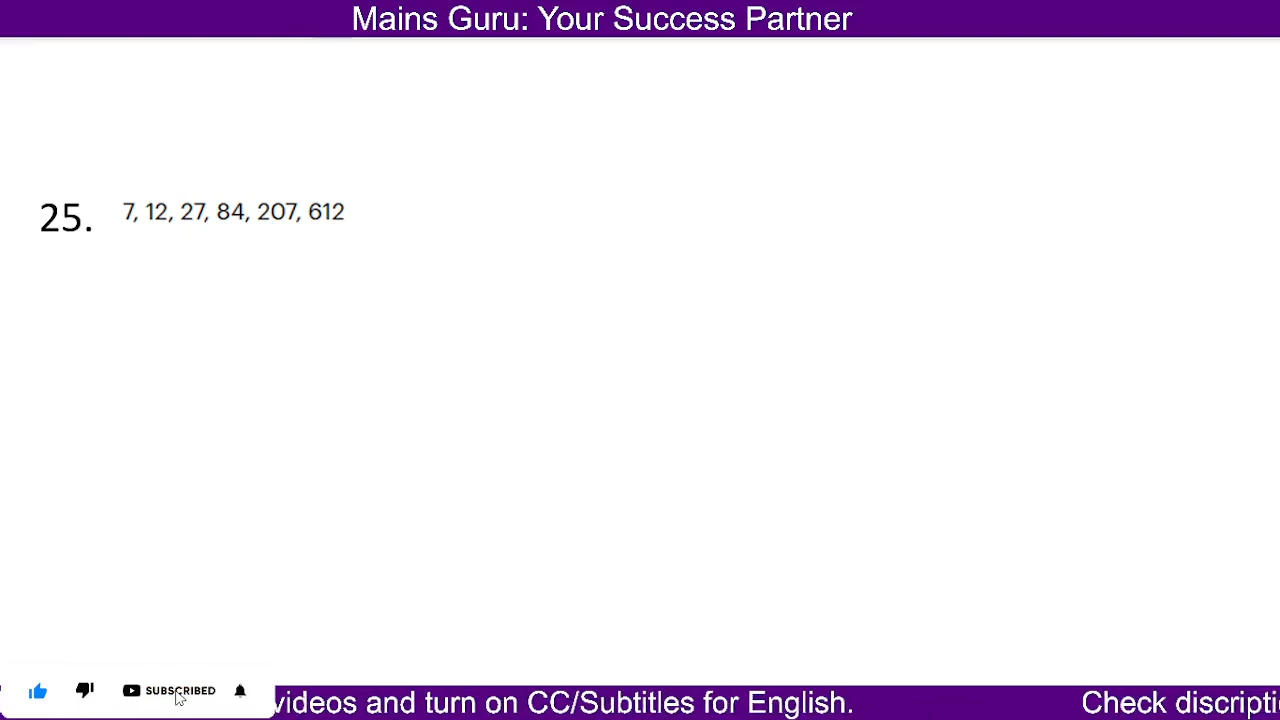 Mains Guru: Your Success Partner
25. 7, 12, 27, 84, 207, 612
SUBSCRIBED
videos and turn on CC/Subtitles for English. Check discripti